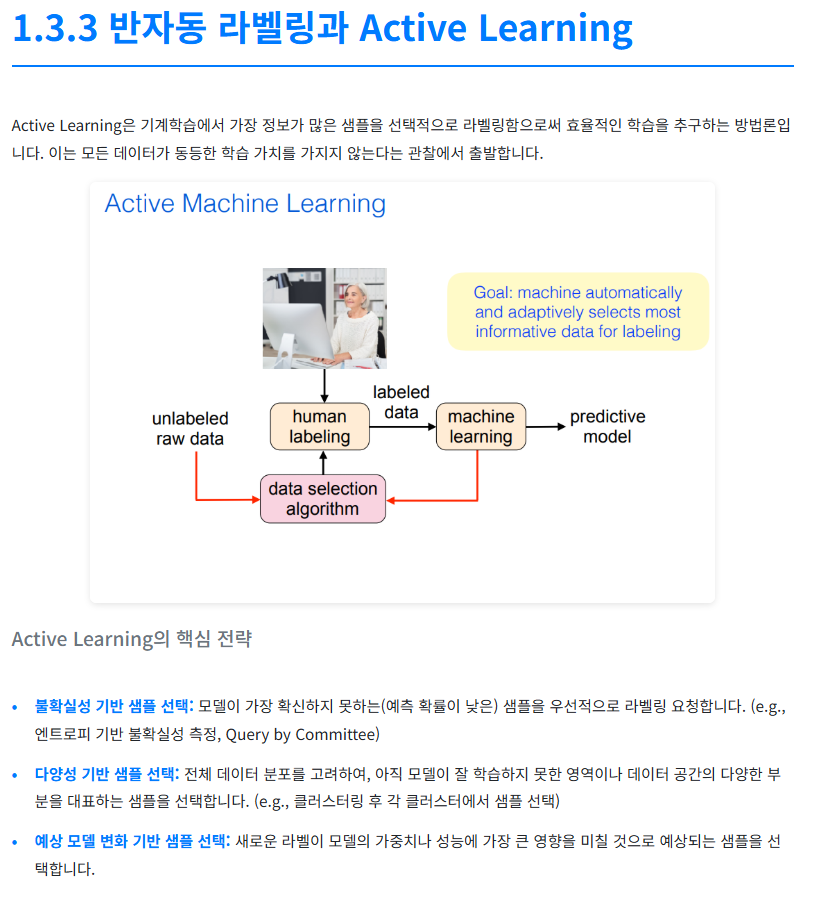 1.3.3 반자동 라벨링과 Active Learning
Active Learning은 기계학습에서 가장 정보가 많은 샘플을 선택적으로 라벨링함으로써 효율적인 학습을 추구하는 방법론입
니다. 이는 모든 데이터가 동등한 학습 가치를 가지지 않는다는 관찰에서 출발합니다.
Active Machine Learning
Goal: machine automatically
and adaptively selects most
informative data for labeling
unlabeled
raw data
human
labeling
labeled
data
machine
learning
predictive
model
data selection
algorithm
Active Learning의 핵심 전략
• 불확실성 기반 샘플 선택: 모델이 가장 확신하지 못하는(예측 확률이 낮은) 샘플을 우선적으로 라벨링 요청합니다. (e.g.,
엔트로피 기반 불확실성 측정, Query by Committee)
• 다양성 기반 샘플 선택: 전체 데이터 분포를 고려하여, 아직 모델이 잘 학습하지 못한 영역이나 데이터 공간의 다양한 부
분을 대표하는 샘플을 선택합니다. (e.g., 클러스터링 후 각 클러스터에서 샘플 선택)
• 예상 모델 변화 기반 샘플 선택: 새로운 라벨이 모델의 가중치나 성능에 가장 큰 영향을 미칠 것으로 예상되는 샘플을 선
택합니다.